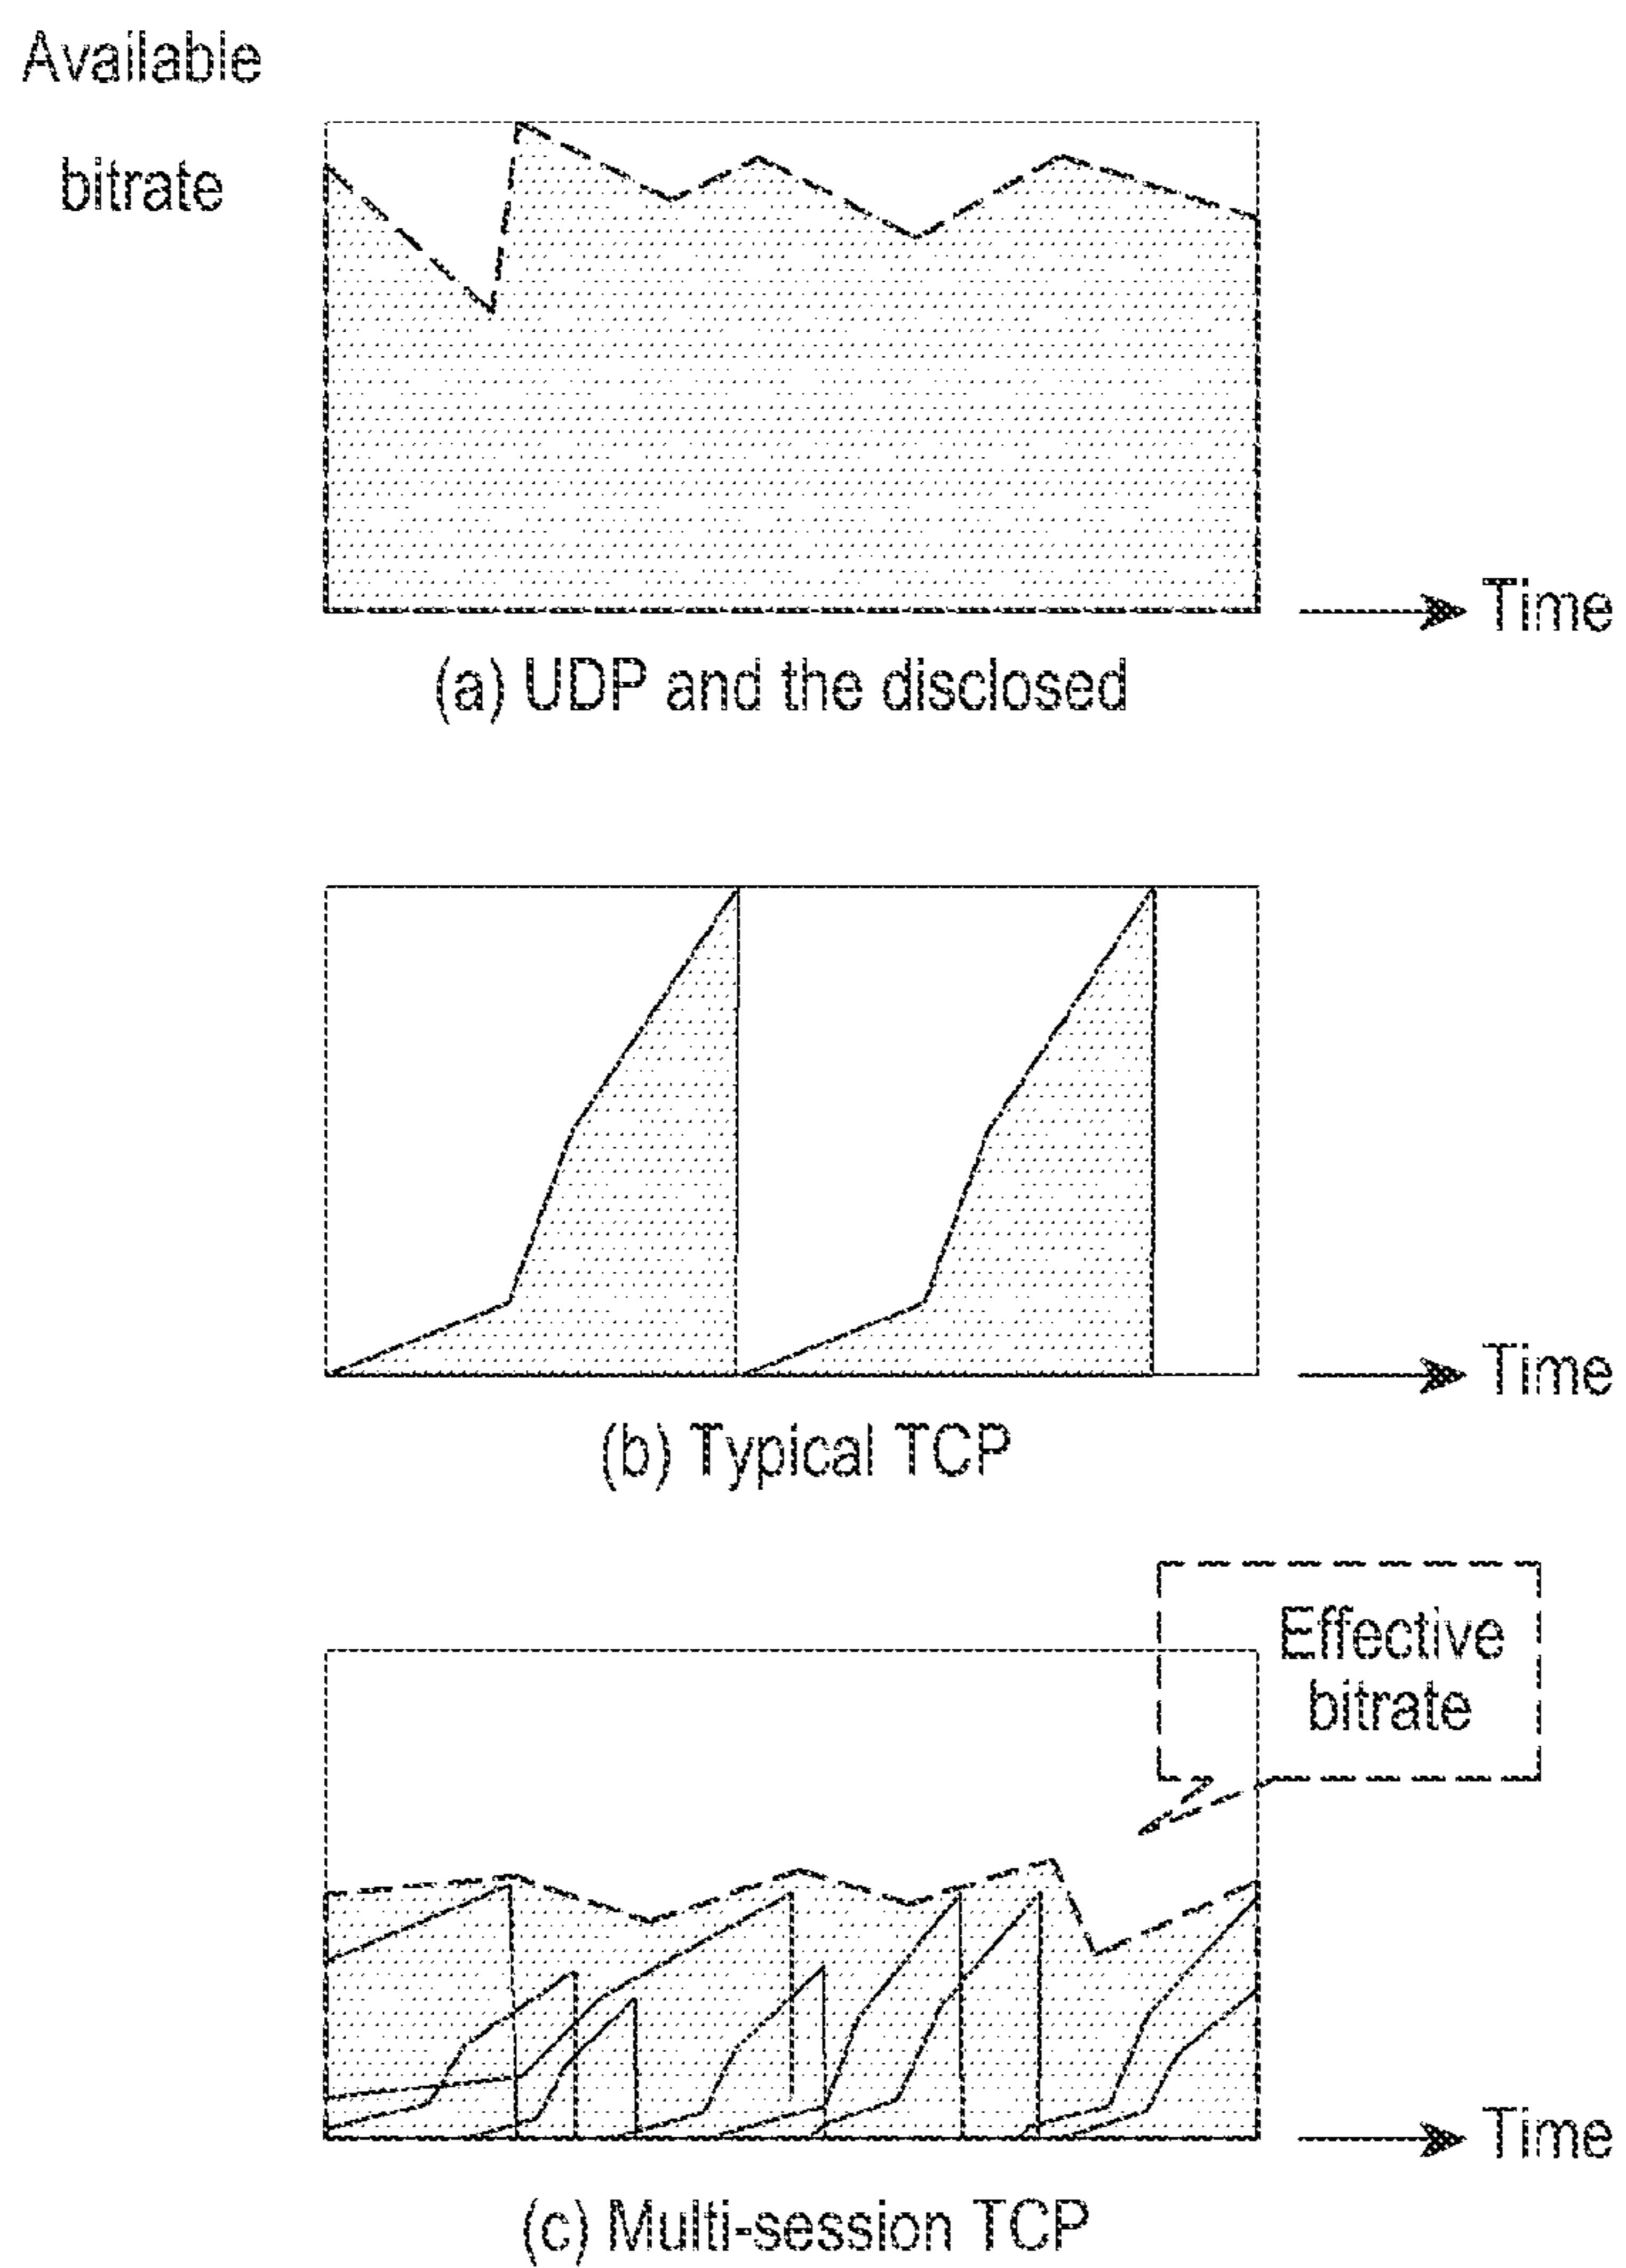 Available
bitrate
Time
(a) UDP and the disclosed
Time
(b) Typical TCP
Effective
bitrate
Time
(c) Multi-session TCP